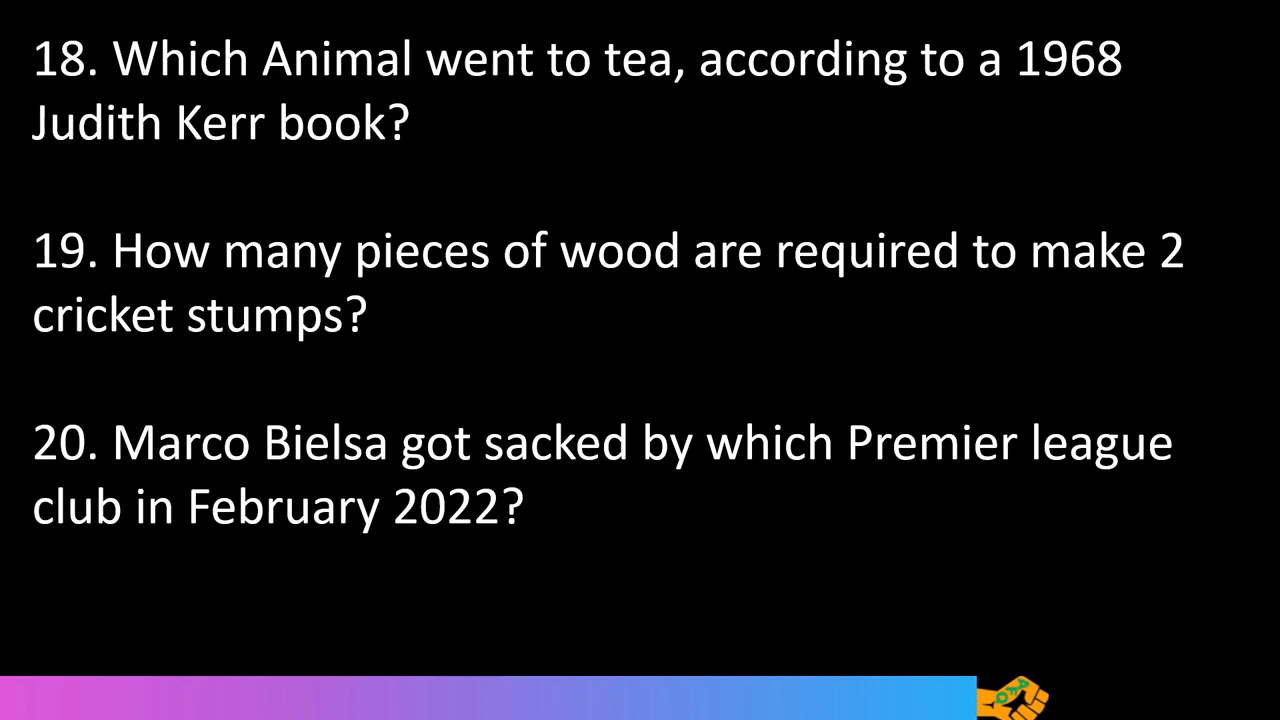 18. Which Animal went to tea, according to a 1968
Judith Kerr book?
19. How many pieces of wood are required to make 2
cricket stumps?
20. Marco Bielsa got sacked by which Premier league
club in February 2022?